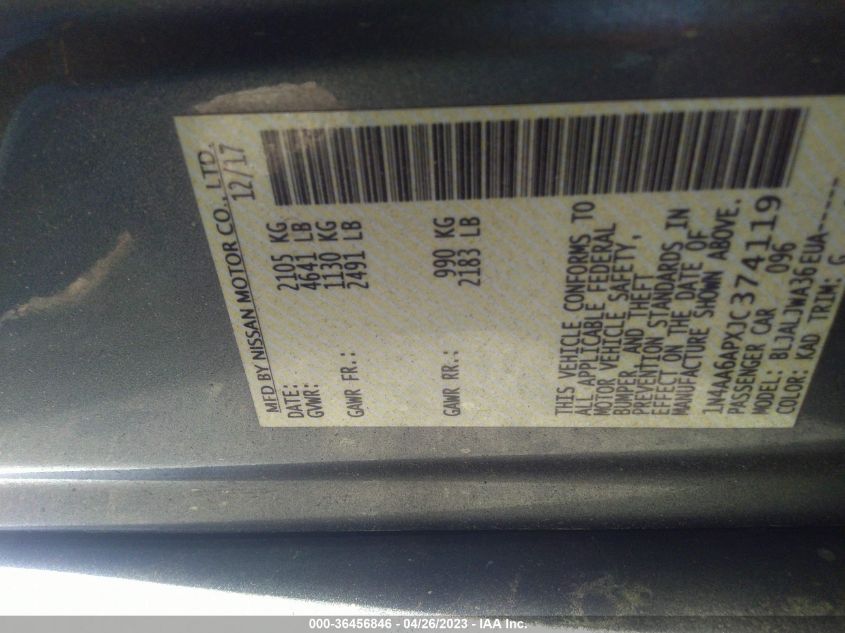 MFD BY NISSAN MOTOR CO., LTD.
DATE: 12/17
GVWR: 2105 KG
4641 LB
GAWR FR.: 1130 KG
2491 LB
GAWR RR.: 990 KG
2183 LB
THIS VEHICLE CONFORMS TO
ALL APPLICABLE FEDERAL
MOTOR VEHICLE SAFETY,
BUMPER, AND THEFT
PREVENTION STANDARDS IN
EFFECT ON THE DATE OF
MANUFACTURE SHOWN ABOVE.
1N4AA6APXJC374119
PASSENGER CAR 096
MODEL: BLJALJWA36EUA-----
COLOR: KAD TRIM: G
000-36456846 - 04/26/2023 - IAA Inc.